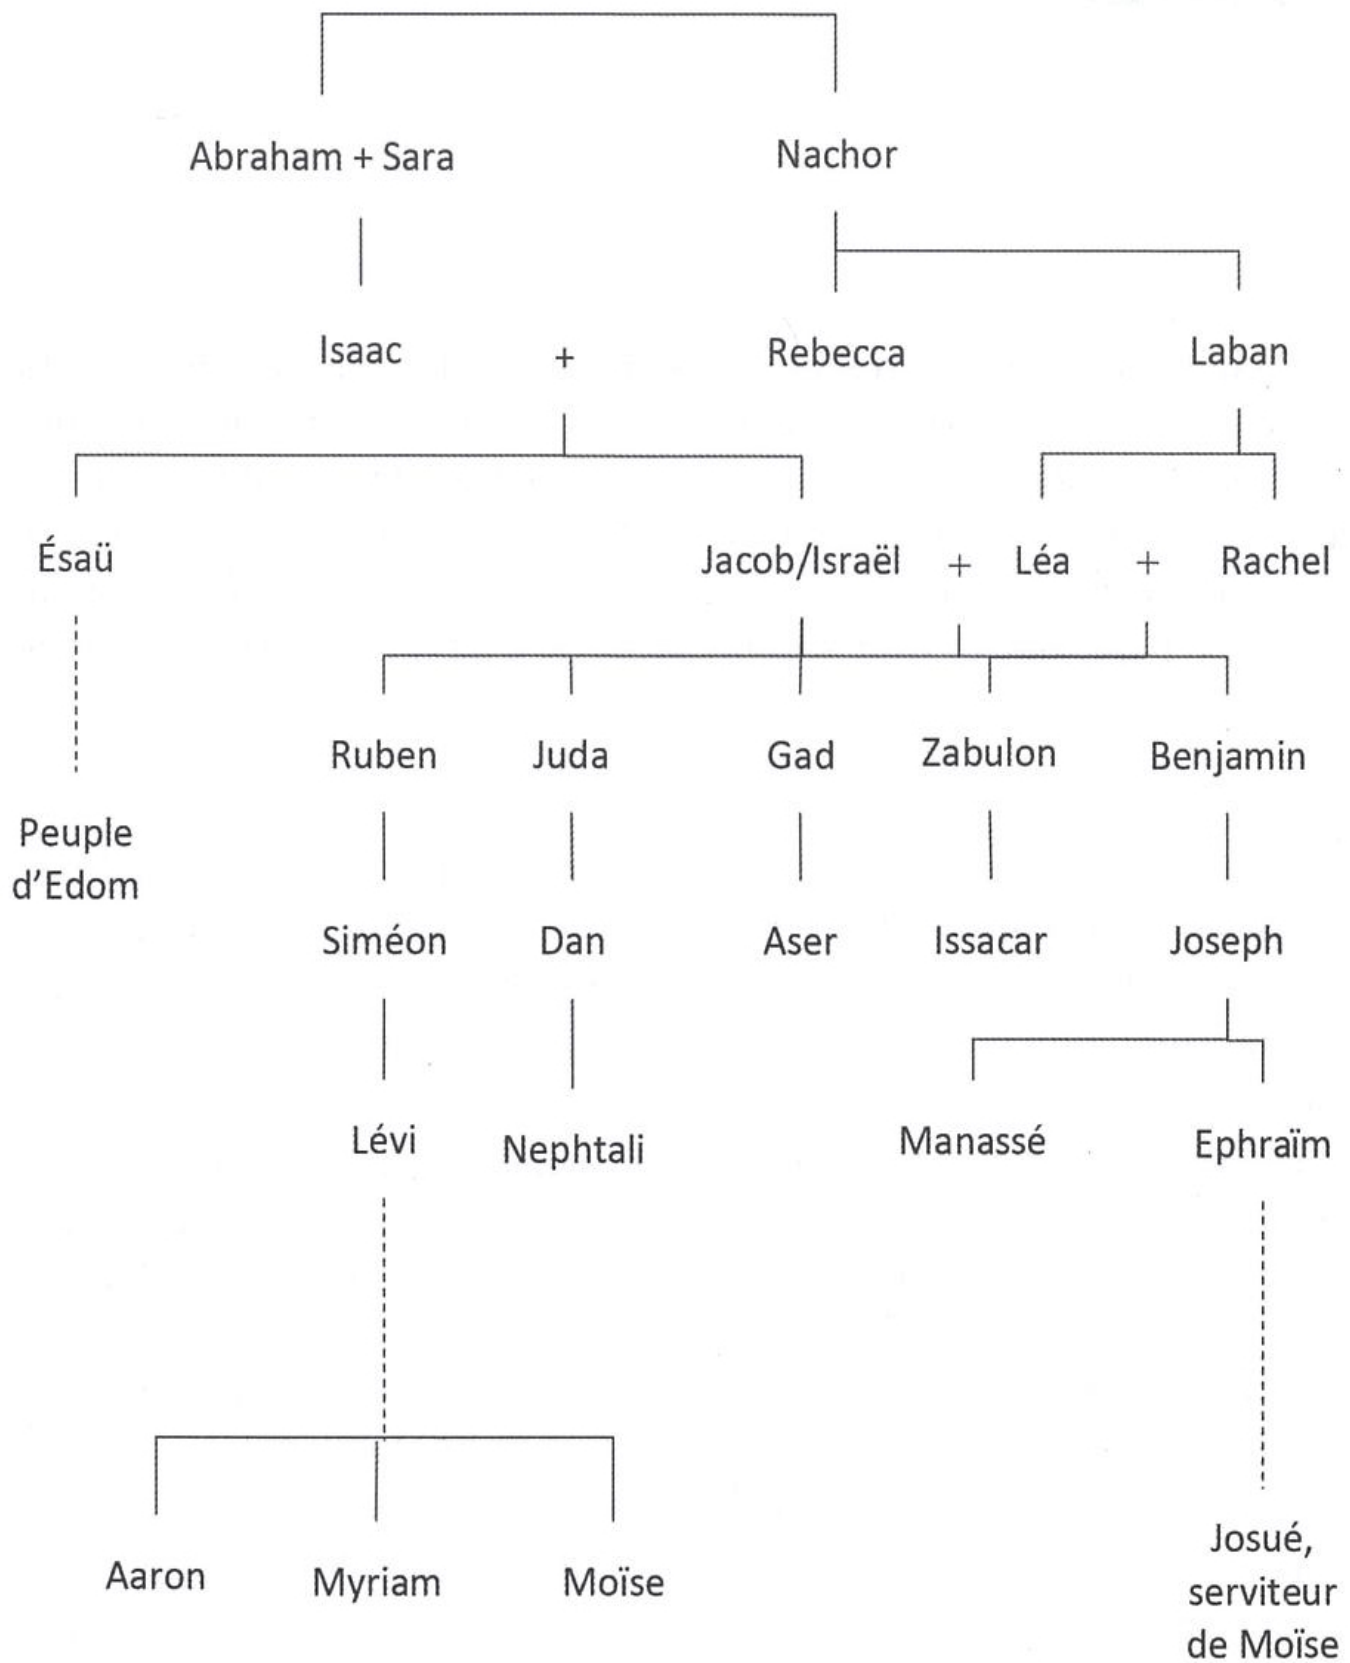 Abraham + Sara
Nachor
Isaac
+
Rebecca
Laban
Ésaü
Jacob/Israël
+
Léa
+
Rachel
Ruben
Juda
Gad
Zabulon
Benjamin
Peuple
d'Edom
Siméon
Dan
Aser
Issacar
Joseph
Lévi
Nephtali
Manassé
Ephraïm
Aaron
Myriam
Moïse
Josué,
serviteur
de Moïse